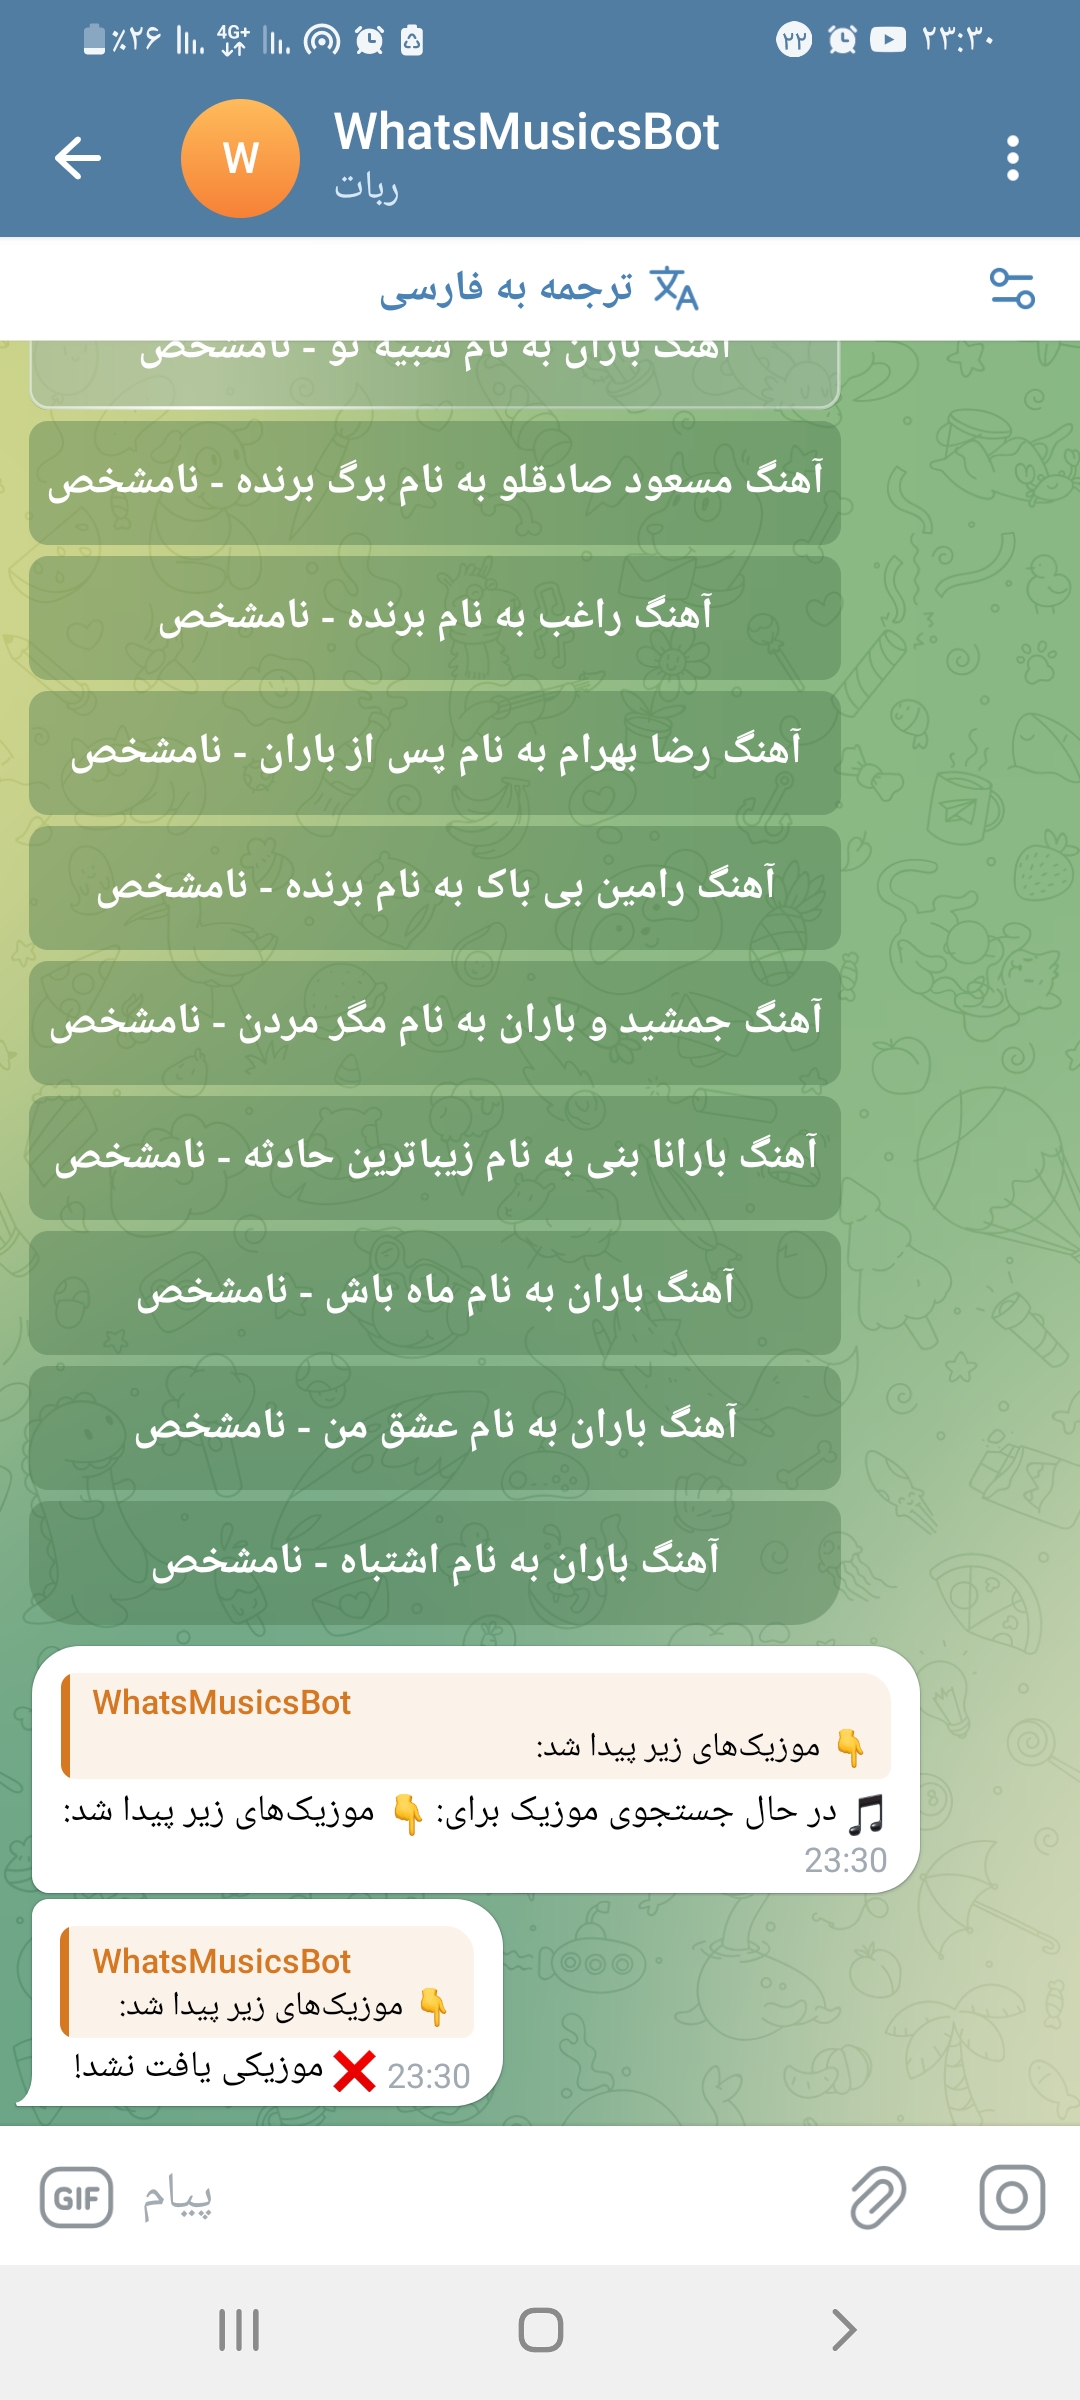 ٪۲۶ 4G+ ۲۲ ۲۳:۳۰
W
WhatsMusicsBot
ربات
ترجمه به فارسی
آهنگ باران به نام شبیه تو - نامشخص
آهنگ مسعود صادقلو به نام برگ برنده - نامشخص
آهنگ راغب به نام برنده - نامشخص
آهنگ رضا بهرام به نام پس از باران - نامشخص
آهنگ رامین بی باک به نام برنده - نامشخص
آهنگ جمشید و باران به نام مگر مردن - نامشخص
آهنگ بارانا بنی به نام زیباترین حادثه - نامشخص
آهنگ باران به نام ماه باش - نامشخص
آهنگ باران به نام عشق من - نامشخص
آهنگ باران به نام اشتباه - نامشخص
WhatsMusicsBot
👇 موزیک‌های زیر پیدا شد:
🎵 در حال جستجوی موزیک برای: 👇 موزیک‌های زیر پیدا شد:
23:30
WhatsMusicsBot
👇 موزیک‌های زیر پیدا شد:
❌ موزیکی یافت نشد!
23:30
GIF
پیام